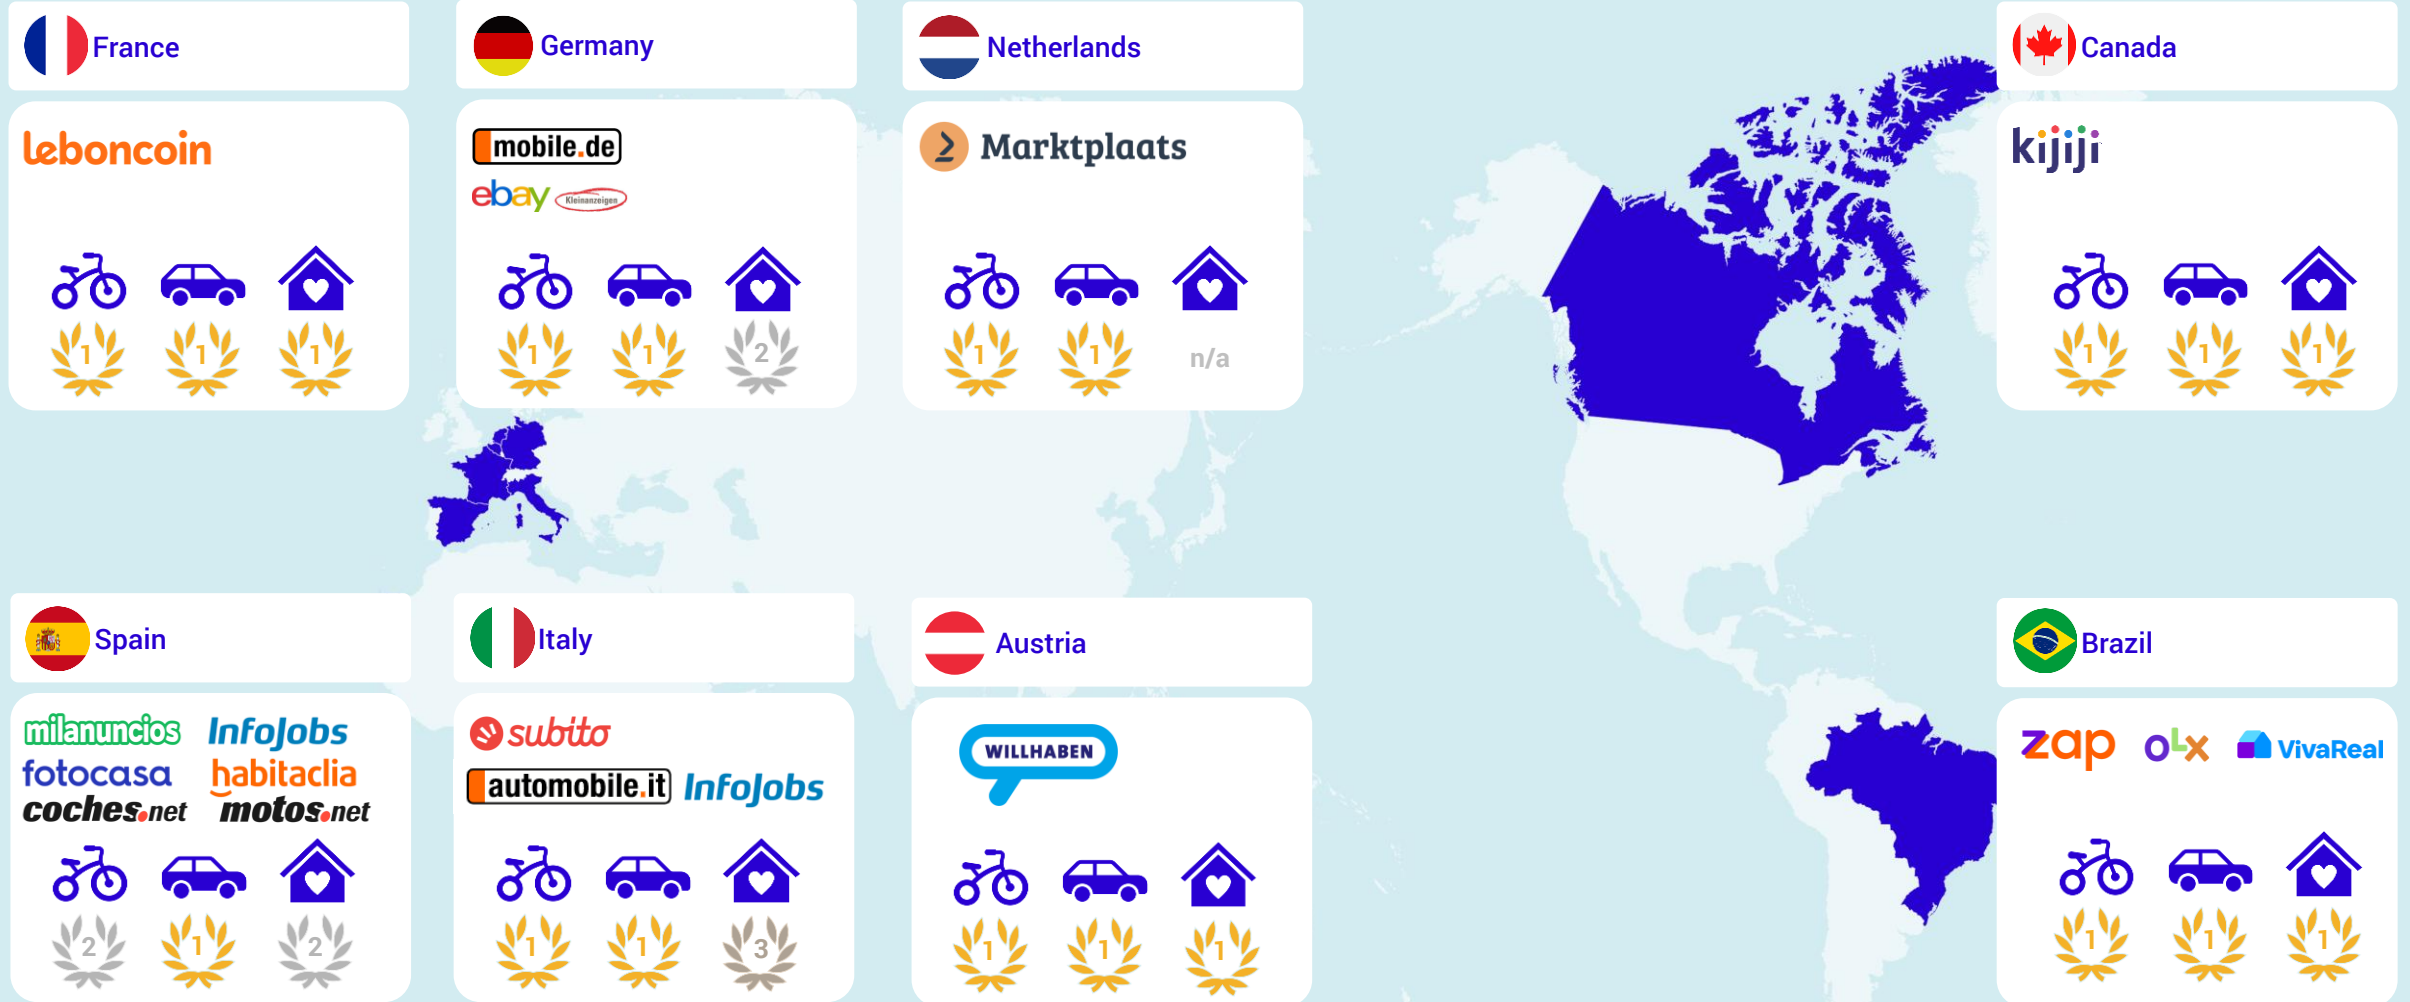 France
leboncoin
1 1 1
Germany
mobile.de
ebay Kleinanzeigen
1 1 2
Netherlands
Marktplaats
1 1 n/a
Canada
kijiji
1 1 1
Spain
milanuncios InfoJobs
fotocasa habitaclia
coches.net motos.net
2 1 2
Italy
subito
automobile.it InfoJobs
1 1 3
Austria
WILLHABEN
1 1 1
Brazil
zap OLX VivaReal
1 1 1